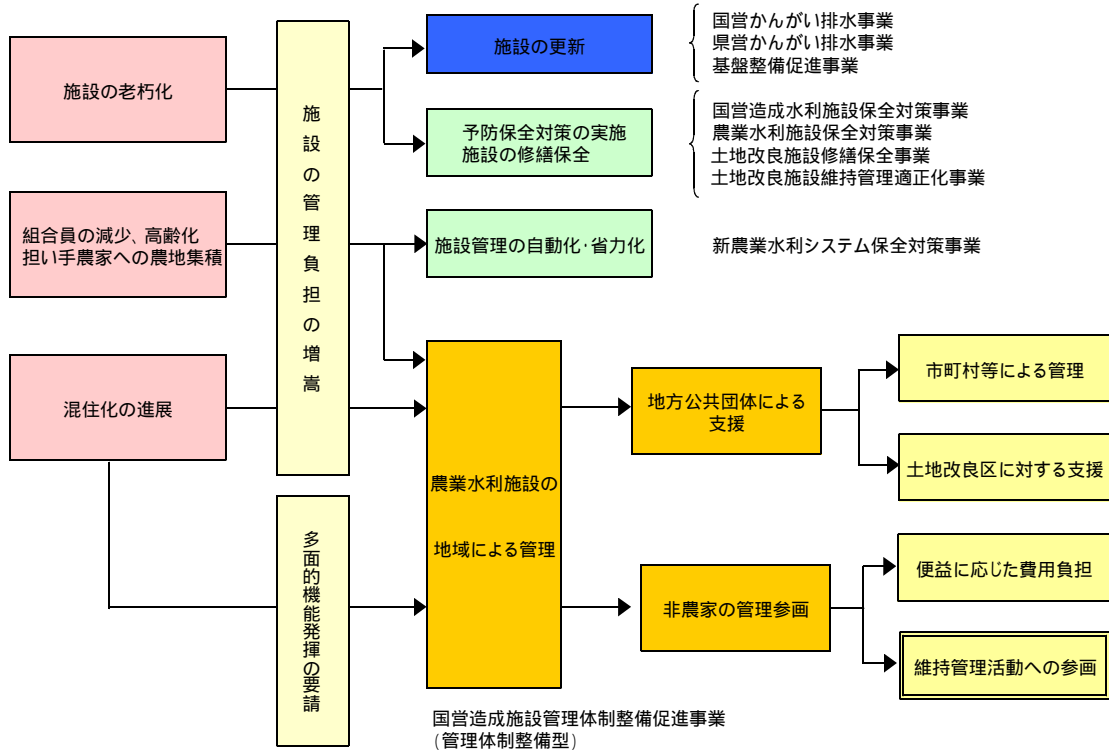 施設の老朽化
組合員の減少、高齢化
担い手農家への農地集積
混住化の進展
施設の管理負担の増嵩
多面的機能発揮の要請
施設の更新
国営かんがい排水事業
県営かんがい排水事業
基盤整備促進事業
予防保全対策の実施
施設の修繕保全
国営造成水利施設保全対策事業
農業水利施設保全対策事業
土地改良施設修繕保全事業
土地改良施設維持管理適正化事業
施設管理の自動化・省力化
新農業水利システム保全対策事業
農業水利施設の
地域による管理
国営造成施設管理体制整備促進事業
(管理体制整備型)
地方公共団体による
支援
市町村等による管理
土地改良区に対する支援
非農家の管理参画
便益に応じた費用負担
維持管理活動への参画